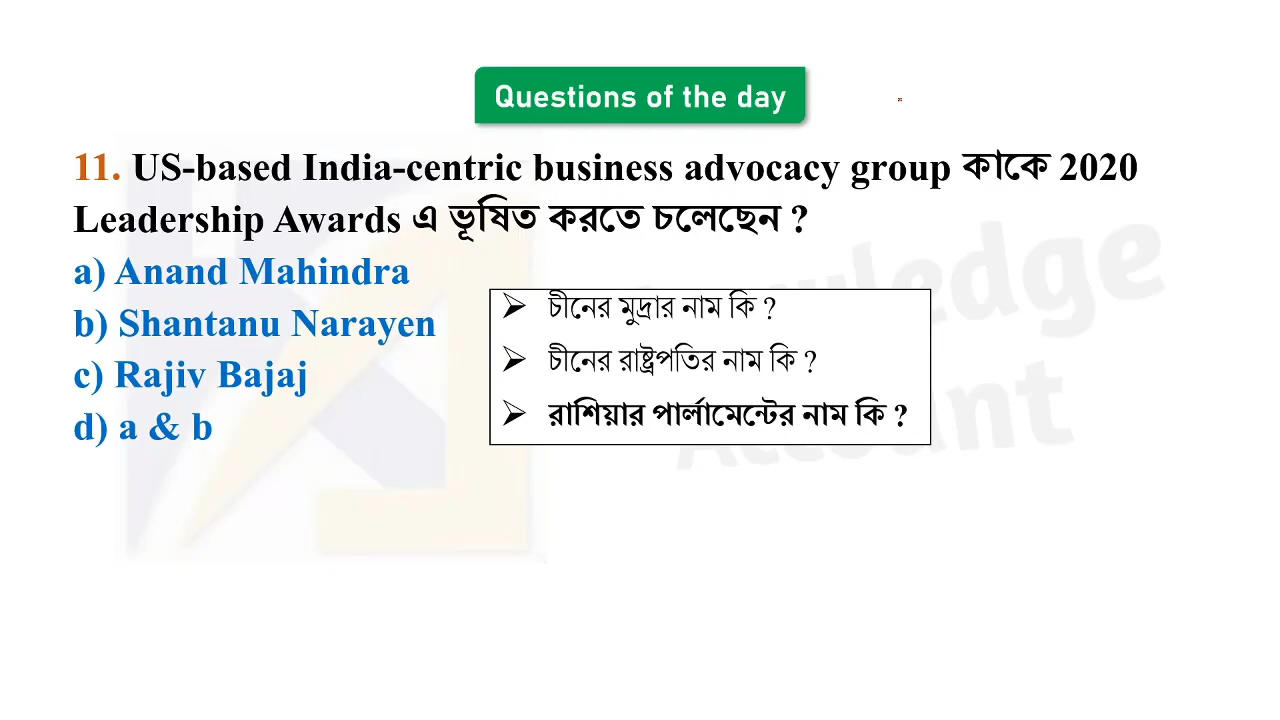 Questions of the day
11. US-based India-centric business advocacy group কাকে 2020
Leadership Awards এ ভূষিত করতে চলেছেন ?
a) Anand Mahindra
b) Shantanu Narayen
c) Rajiv Bajaj
d) a & b
➢ চীনের মুদ্রার নাম কি ?
➢ চীনের রাষ্ট্রপতির নাম কি ?
➢ রাশিয়ার পার্লামেন্টের নাম কি ?